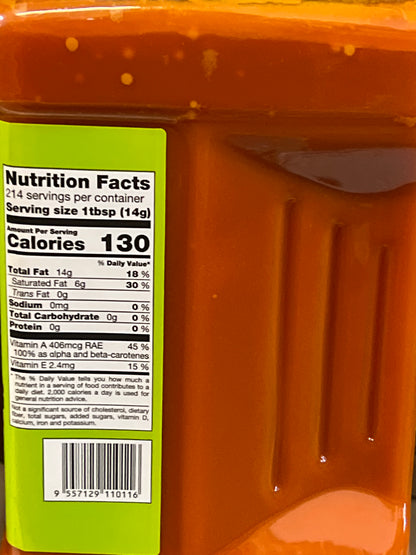 Nutrition Facts
214 servings per container
Serving size 1tbsp (14g)
Amount Per Serving
Calories 130
% Daily Value*
Total Fat 14g 18 %
Saturated Fat 6g 30 %
Trans Fat 0g
Sodium 0mg 0 %
Total Carbohydrate 0g 0 %
Protein 0g 0 %
Vitamin A 406mcg RAE 45 %
100% as alpha and beta-carotenes
Vitamin E 2.4mg 15 %
* The % Daily Value tells you how much a
nutrient in a serving of food contributes to a
daily diet. 2,000 calories a day is used for
general nutrition advice.
Not a significant source of cholesterol, dietary
fiber, total sugars, added sugars, vitamin D,
calcium, iron and potassium.
9 557129 110116